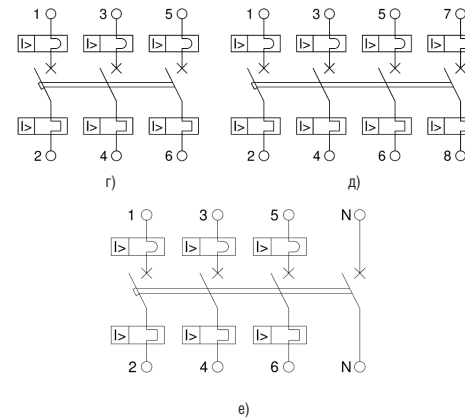 1 3 5 1 3 5 7
I> I> I> I> I> I> I>
I> I> I> I> I> I> I>
2 4 6 2 4 6 8
г) д)
1 3 5 N
I> I> I>
I> I> I>
2 4 6 N
е)